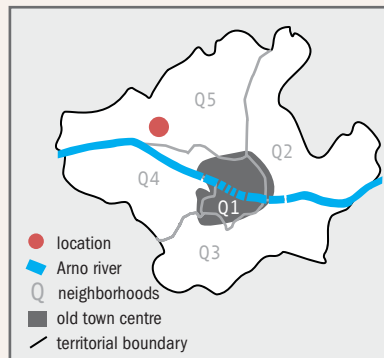 Q5
Q2
Q4
Q1
Q3
location
Arno river
Q neighborhoods
old town centre
territorial boundary